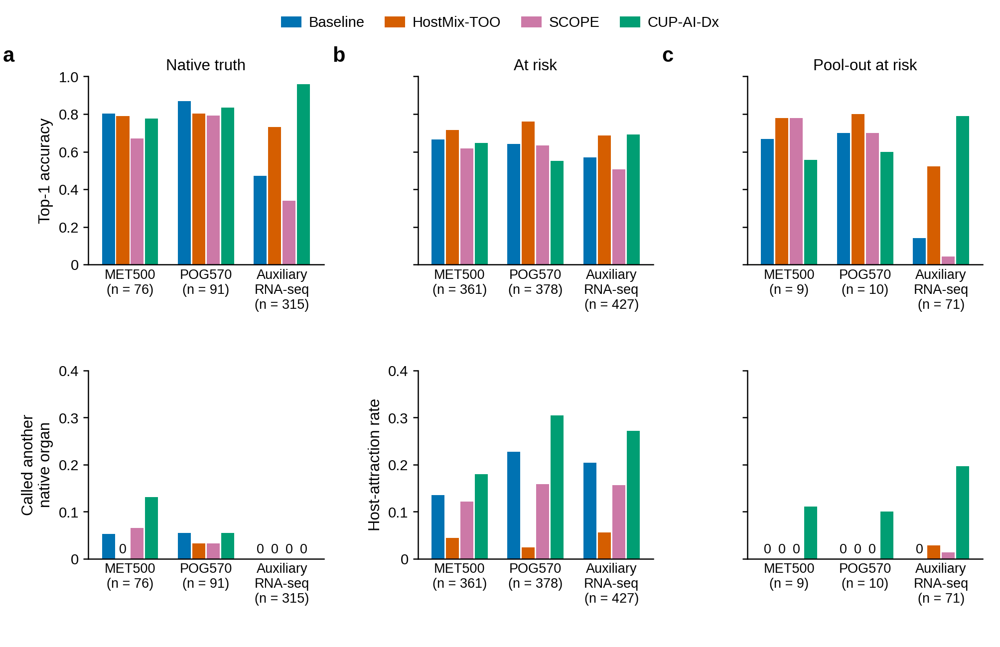 Baseline
HostMix-TOO
SCOPE
CUP-AI-Dx
a
Native truth
Top-1 accuracy
1.0
0.8
0.6
0.4
0.2
0
MET500
(n = 76)
POG570
(n = 91)
Auxiliary
RNA-seq
(n = 315)
b
At risk
MET500
(n = 361)
POG570
(n = 378)
Auxiliary
RNA-seq
(n = 427)
c
Pool-out at risk
MET500
(n = 9)
POG570
(n = 10)
Auxiliary
RNA-seq
(n = 71)
Called another
native organ
0.4
0.3
0.2
0.1
0
0
0 0 0 0
MET500
(n = 76)
POG570
(n = 91)
Auxiliary
RNA-seq
(n = 315)
Host-attraction rate
0.4
0.3
0.2
0.1
0
MET500
(n = 361)
POG570
(n = 378)
Auxiliary
RNA-seq
(n = 427)
0 0 0
0 0 0
0
MET500
(n = 9)
POG570
(n = 10)
Auxiliary
RNA-seq
(n = 71)